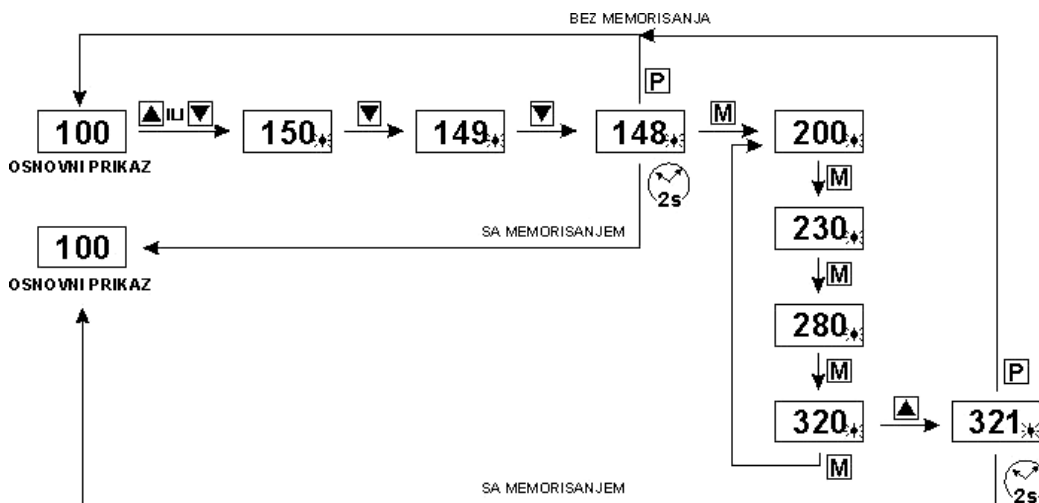 BEZ MEMORISANJA
P
100 ILI 150 149 148 M 200
OSNOVNI PRIKAZ
2s
M
SA MEMORISANJEM
230
100
OSNOVNI PRIKAZ
M
280
M
P
320 321
M
2s
SA MEMORISANJEM